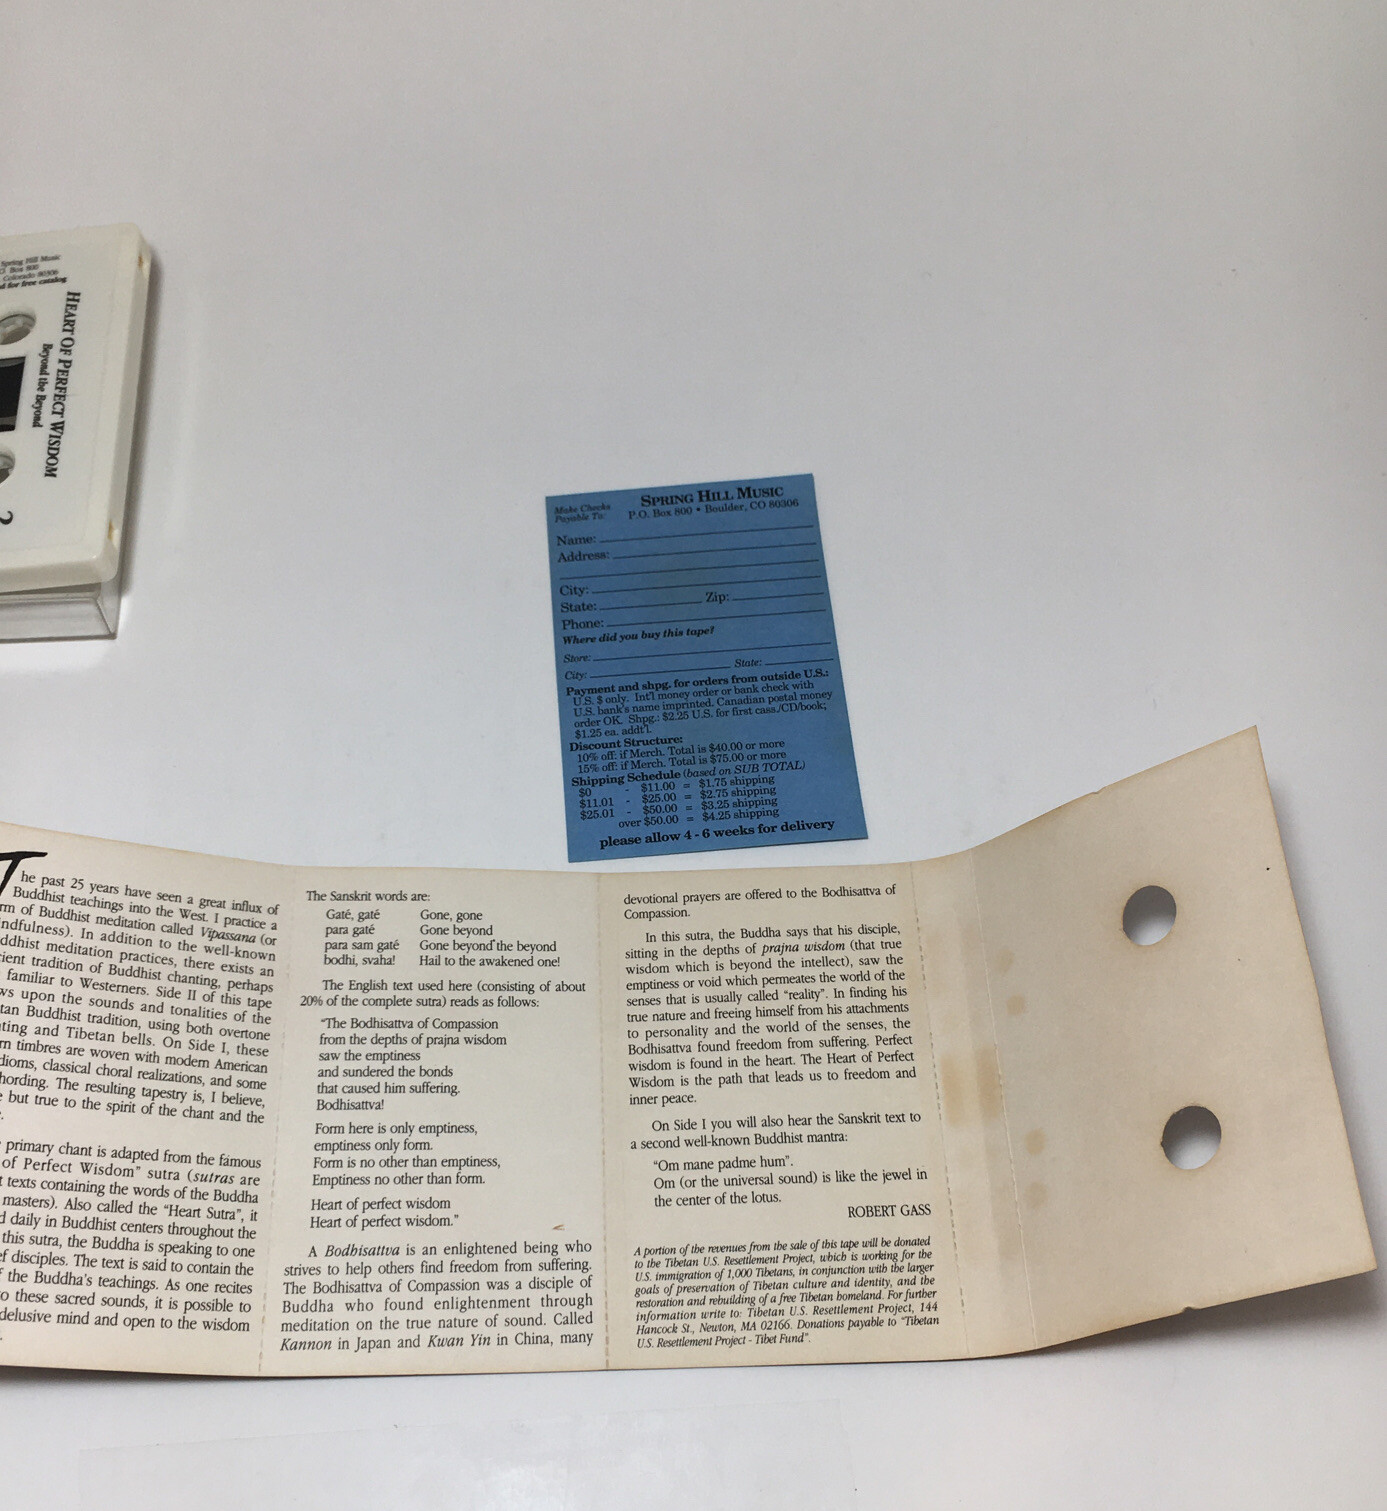 Spring Hill Music
Box 800
Colorado 80306
for free catalog
HEART OF PERFECT WISDOM
Beyond the Beyond
2
Make Checks
Payable To:
SPRING HILL MUSIC
P.O. Box 800 • Boulder, CO 80306
Name:
Address:
City:
State: Zip:
Phone:
Where did you buy this tape?
Store:
City: State:
Payment and shpg. for orders from outside U.S.:
U.S. $ only. Int'l money order or bank check with
U.S. bank's name imprinted. Canadian postal money
order OK. Shpg.: $2.25 U.S. for first cass./CD/book;
$1.25 ea. addt'l.
Discount Structure:
10% off: if Merch. Total is $40.00 or more
15% off: if Merch. Total is $75.00 or more
Shipping Schedule (based on SUB TOTAL)
$0 - $11.00 = $1.75 shipping
$11.01 - $25.00 = $2.75 shipping
$25.01 - $50.00 = $3.25 shipping
over $50.00 = $4.25 shipping
please allow 4 - 6 weeks for delivery
The past 25 years have seen a great influx of
Buddhist teachings into the West. I practice a
rm of Buddhist meditation called Vipassana (or
ndfulness). In addition to the well-known
ddhist meditation practices, there exists an
ient tradition of Buddhist chanting, perhaps
familiar to Westerners. Side II of this tape
ws upon the sounds and tonalities of the
tan Buddhist tradition, using both overtone
ting and Tibetan bells. On Side I, these
rn timbres are woven with modern American
dioms, classical choral realizations, and some
hording. The resulting tapestry is, I believe,
but true to the spirit of the chant and the
primary chant is adapted from the famous
of Perfect Wisdom" sutra (sutras are
t texts containing the words of the Buddha
masters). Also called the "Heart Sutra", it
d daily in Buddhist centers throughout the
this sutra, the Buddha is speaking to one
ef disciples. The text is said to contain the
f the Buddha's teachings. As one recites
o these sacred sounds, it is possible to
delusive mind and open to the wisdom
The Sanskrit words are:
Gaté, gaté Gone, gone
para gaté Gone beyond
para sam gaté Gone beyond the beyond
bodhi, svaha! Hail to the awakened one!
The English text used here (consisting of about
20% of the complete sutra) reads as follows:
"The Bodhisattva of Compassion
from the depths of prajna wisdom
saw the emptiness
and sundered the bonds
that caused him suffering.
Bodhisattva!
Form here is only emptiness,
emptiness only form.
Form is no other than emptiness,
Emptiness no other than form.
Heart of perfect wisdom
Heart of perfect wisdom."
A Bodhisattva is an enlightened being who
strives to help others find freedom from suffering.
The Bodhisattva of Compassion was a disciple of
Buddha who found enlightenment through
meditation on the true nature of sound. Called
Kannon in Japan and Kwan Yin in China, many
devotional prayers are offered to the Bodhisattva of
Compassion.
In this sutra, the Buddha says that his disciple,
sitting in the depths of prajna wisdom (that true
wisdom which is beyond the intellect), saw the
emptiness or void which permeates the world of the
senses that is usually called "reality". In finding his
true nature and freeing himself from his attachments
to personality and the world of the senses, the
Bodhisattva found freedom from suffering. Perfect
wisdom is found in the heart. The Heart of Perfect
Wisdom is the path that leads us to freedom and
inner peace.
On Side I you will also hear the Sanskrit text to
a second well-known Buddhist mantra:
"Om mane padme hum".
Om (or the universal sound) is like the jewel in
the center of the lotus.
ROBERT GASS
A portion of the revenues from the sale of this tape will be donated
to the Tibetan U.S. Resettlement Project, which is working for the
U.S. immigration of 1,000 Tibetans, in conjunction with the larger
goals of preservation of Tibetan culture and identity, and the
restoration and rebuilding of a free Tibetan homeland. For further
information write to: Tibetan U.S. Resettlement Project, 144
Hancock St., Newton, MA 02166. Donations payable to "Tibetan
U.S. Resettlement Project - Tibet Fund".